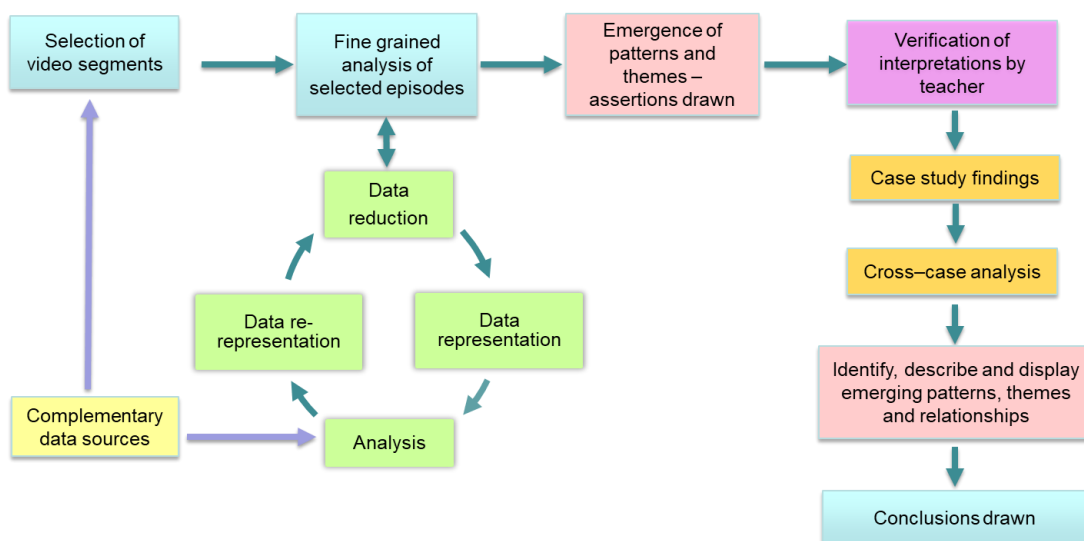 Selection of
video segments
Fine grained
analysis of
selected episodes
Emergence of
patterns and
themes –
assertions drawn
Verification of
interpretations by
teacher
Data
reduction
Case study findings
Cross–case analysis
Data re-
representation
Data
representation
Identify, describe and display
emerging patterns, themes
and relationships
Complementary
data sources
Analysis
Conclusions drawn